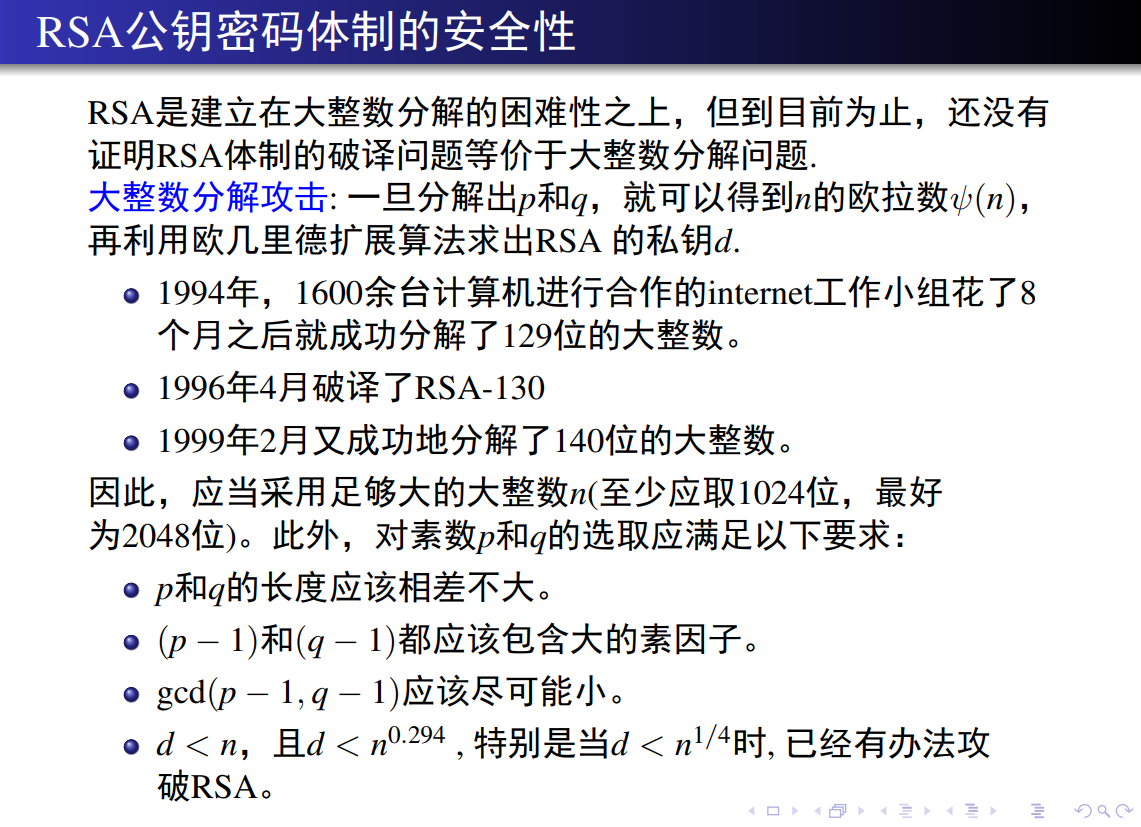 RSA公钥密码体制的安全性
RSA是建立在大整数分解的困难性之上，但到目前为止，还没有
证明RSA体制的破译问题等价于大整数分解问题.
大整数分解攻击: 一旦分解出p和q，就可以得到n的欧拉数ψ(n)，
再利用欧几里德扩展算法求出RSA 的私钥d.
1994年，1600余台计算机进行合作的internet工作小组花了8
个月之后就成功分解了129位的大整数。
1996年4月破译了RSA-130
1999年2月又成功地分解了140位的大整数。
因此，应当采用足够大的大整数n(至少应取1024位，最好
为2048位)。此外，对素数p和q的选取应满足以下要求：
p和q的长度应该相差不大。
(p − 1)和(q − 1)都应该包含大的素因子。
gcd(p − 1, q − 1)应该尽可能小。
d < n，且d < n^0.294 , 特别是当d < n^1/4时, 已经有办法攻
破RSA。